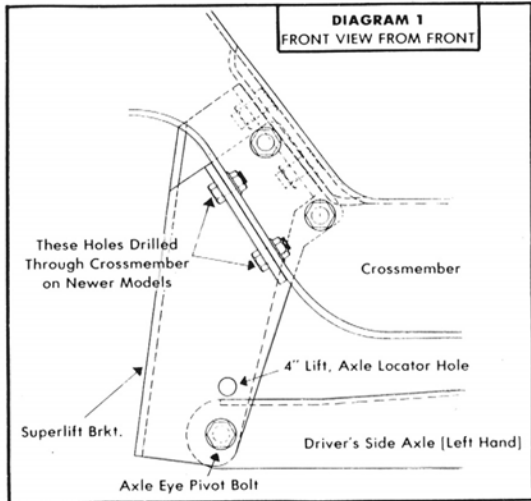 DIAGRAM 1
FRONT VIEW FROM FRONT
These Holes Drilled
Through Crossmember
on Newer Models
Crossmember
4" Lift, Axle Locator Hole
Superlift Brkt.
Driver's Side Axle [Left Hand]
Axle Eye Pivot Bolt